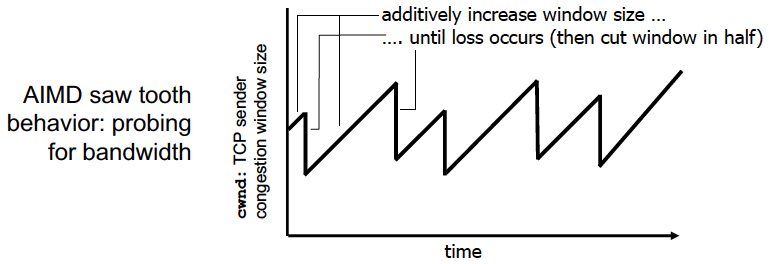 additively increase window size …
…. until loss occurs (then cut window in half)
AIMD saw tooth
behavior: probing
for bandwidth
cwnd: TCP sender
congestion window size
time